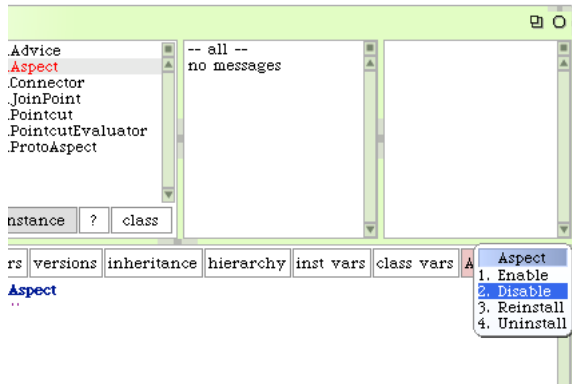 .Advice
.Aspect
.Connector
.JoinPoint
.Pointcut
.PointcutEvaluator
.ProtoAspect
-- all --
no messages
nstance ? class
rs versions inheritance hierarchy inst vars class vars A
Aspect
Aspect
1. Enable
2. Disable
3. Reinstall
4. Uninstall